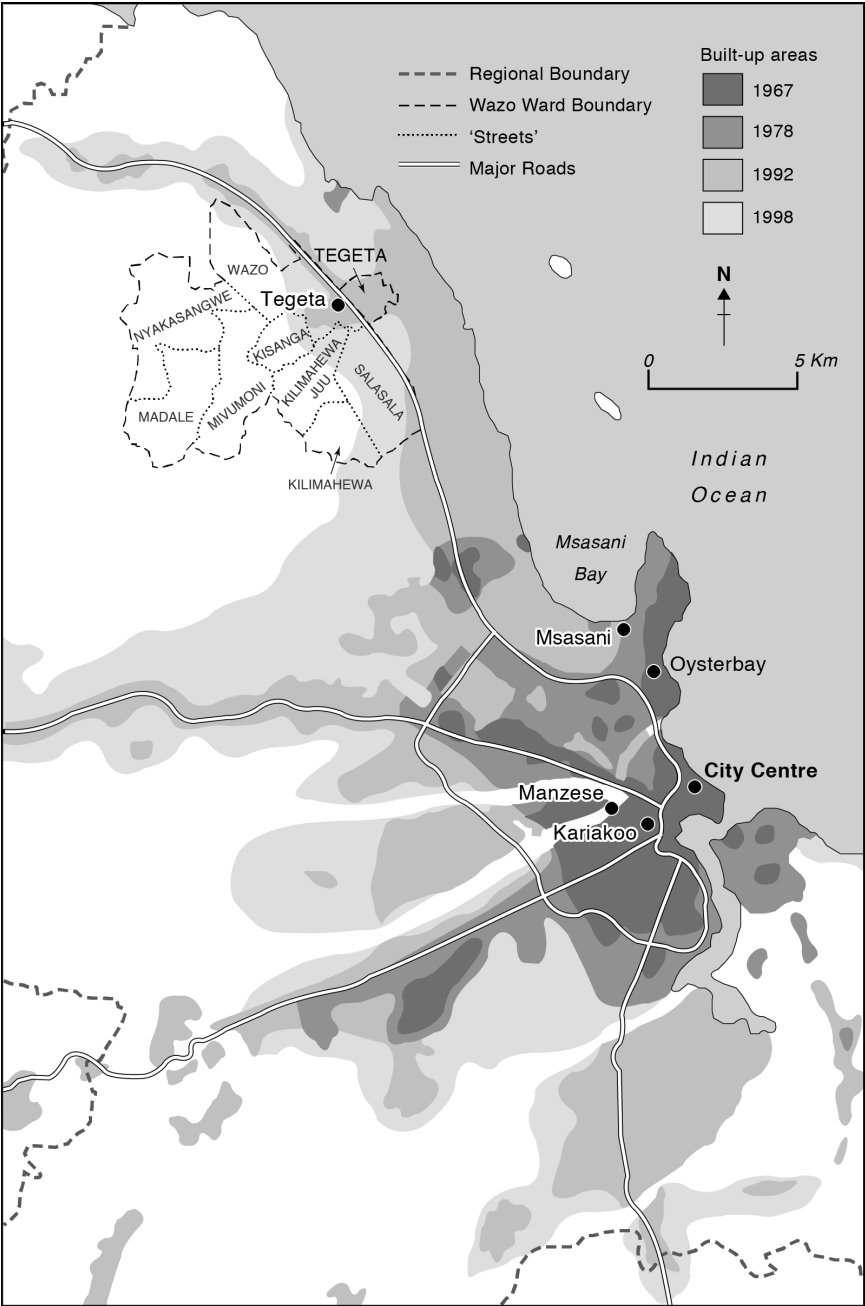 Regional Boundary
Wazo Ward Boundary
'Streets'
Major Roads
Built-up areas
1967
1978
1992
1998
N
0 5 Km
Indian
Ocean
TEGETA
WAZO
Tegeta
NYAKASANGWE
KISANGA
KILIMAHEWA
JUU
SALASALA
MADALE
MIVUMONI
KILIMAHEWA
Msasani
Bay
Msasani
Oysterbay
City Centre
Manzese
Kariakoo